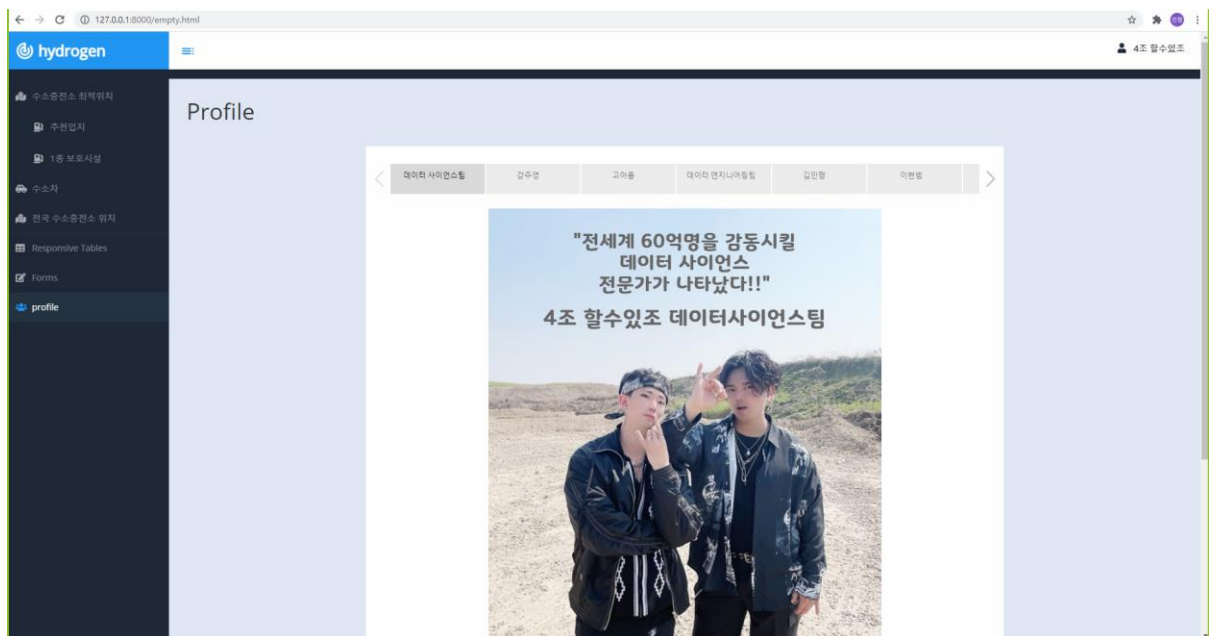 127.0.0.1:8000/empty.html
hydrogen
4조 할수있조
수소충전소 최적위치
추천입지
1종 보호시설
수소차
전국 수소충전소 위치
Responsive Tables
Forms
profile
Profile
데이터 사이언스팀
강주영
고아름
데이터 엔지니어링팀
김민형
이현범
"전세계 60억명을 감동시킬
데이터 사이언스
전문가가 나타났다!!"
4조 할수있조 데이터사이언스팀